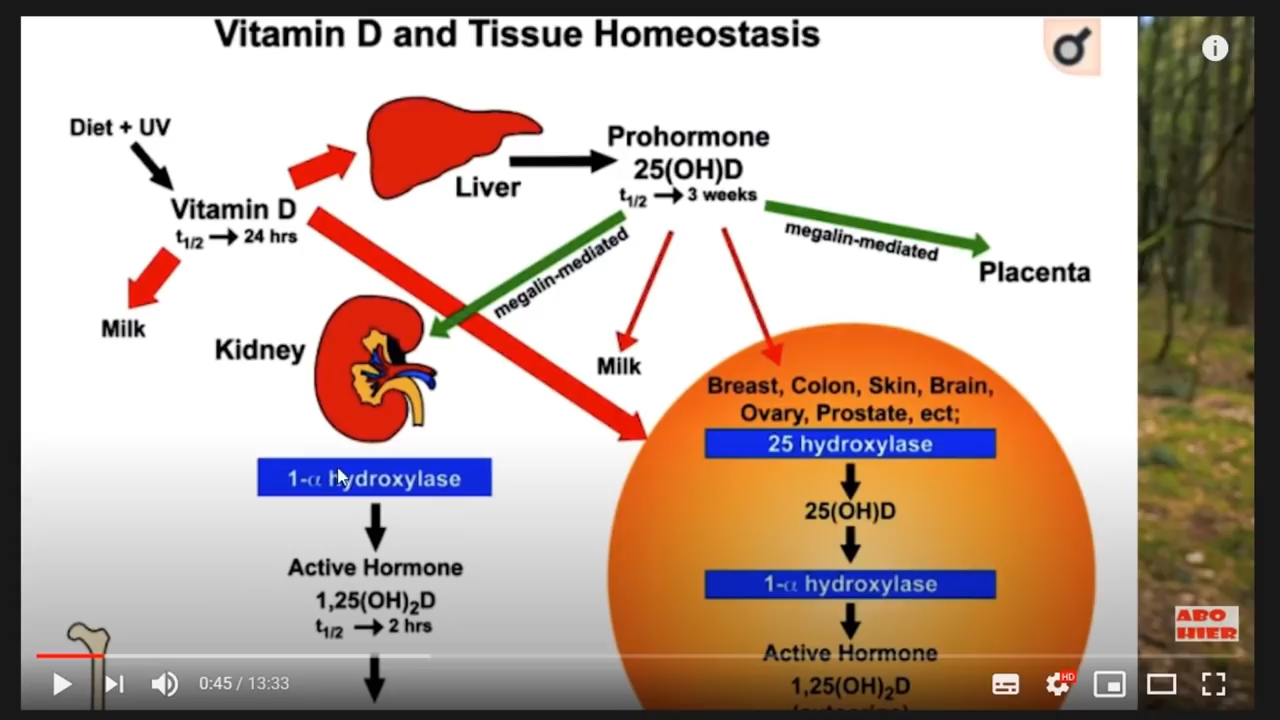 Vitamin D and Tissue Homeostasis
Diet + UV
Vitamin D
t1/2 → 24 hrs
Milk
Liver
Prohormone
25(OH)D
t1/2 → 3 weeks
megalin-mediated
megalin-mediated
Placenta
Kidney
Milk
1-α hydroxylase
Active Hormone
1,25(OH)2D
t1/2 → 2 hrs
Breast, Colon, Skin, Brain,
Ovary, Prostate, ect;
25 hydroxylase
25(OH)D
1-α hydroxylase
Active Hormone
1,25(OH)2D
ABO
HIER
0:45 / 13:33
HD